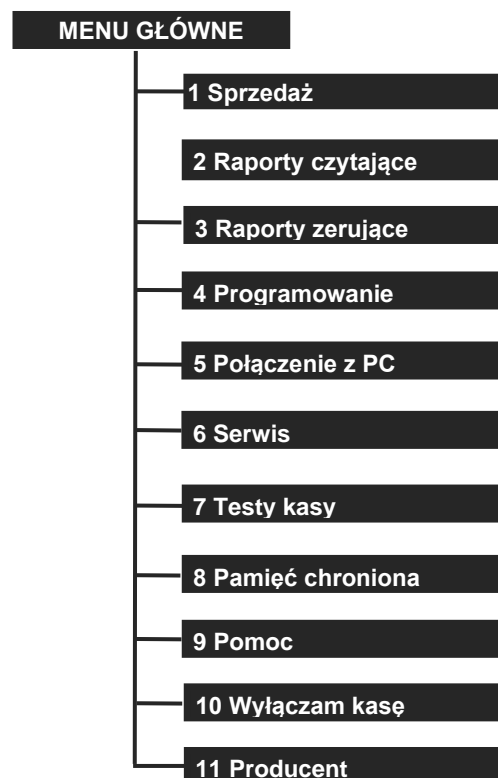 MENU GŁÓWNE
1 Sprzedaż
2 Raporty czytające
3 Raporty zerujące
4 Programowanie
5 Połączenie z PC
6 Serwis
7 Testy kasy
8 Pamięć chroniona
9 Pomoc
10 Wyłączam kasę
11 Producent